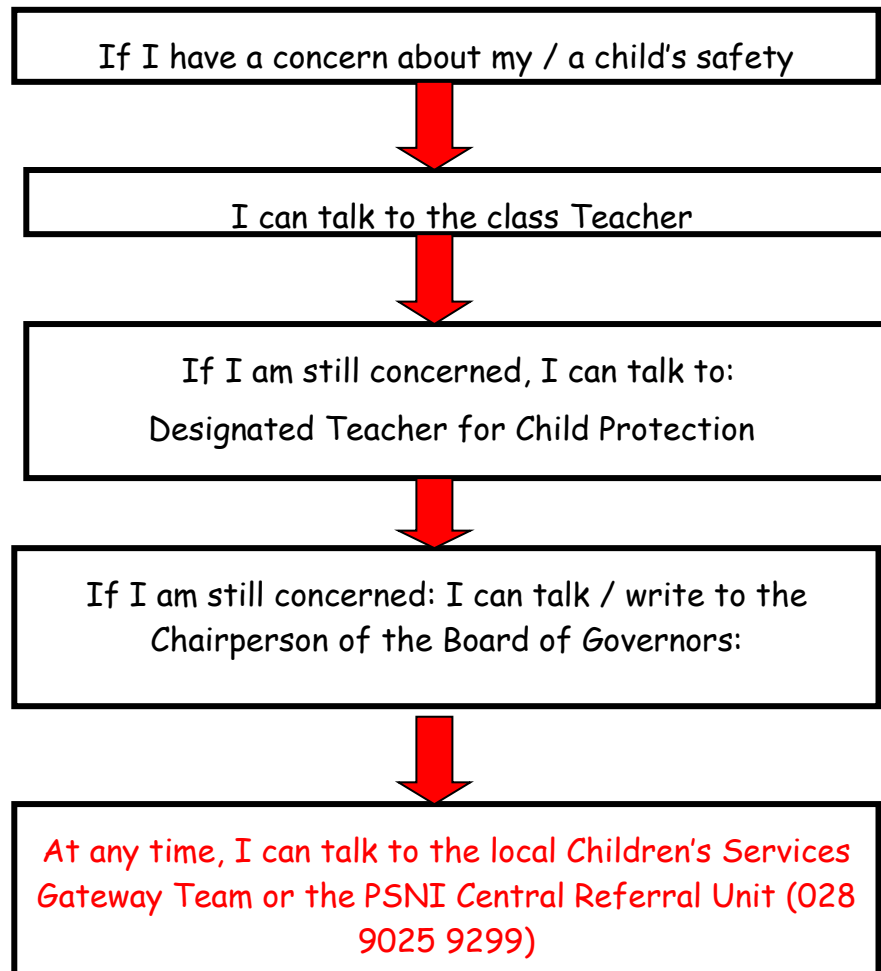 If I have a concern about my / a child's safety
I can talk to the class Teacher
If I am still concerned, I can talk to:
Designated Teacher for Child Protection
If I am still concerned: I can talk / write to the
Chairperson of the Board of Governors:
At any time, I can talk to the local Children's Services
Gateway Team or the PSNI Central Referral Unit (028
9025 9299)